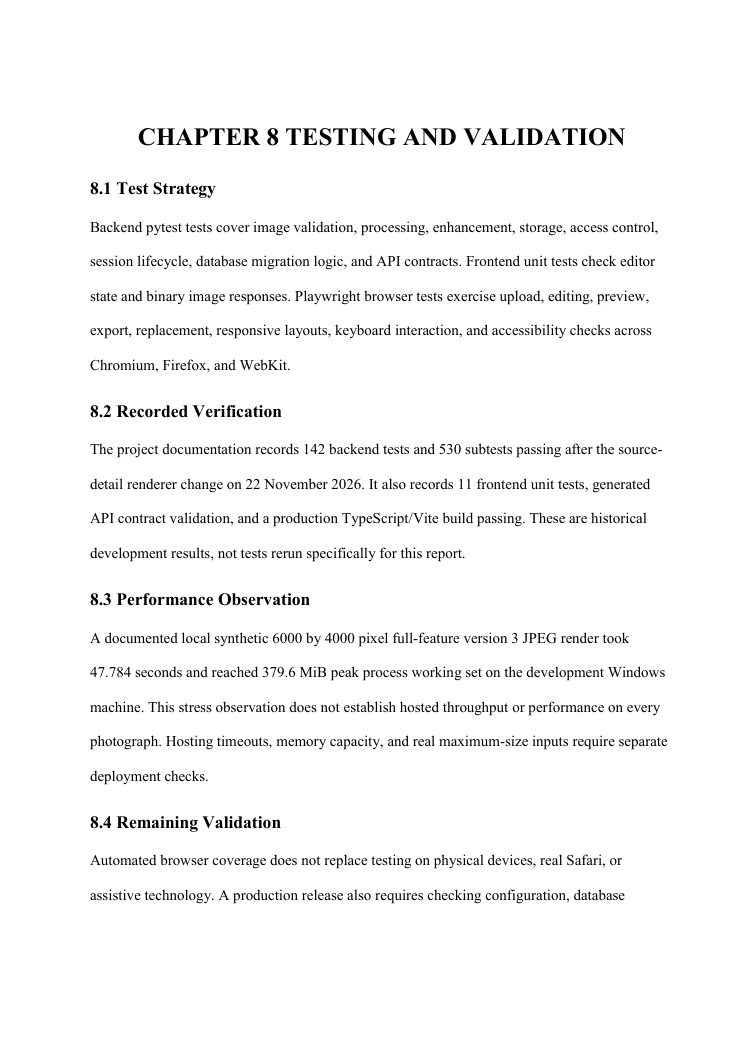 CHAPTER 8 TESTING AND VALIDATION
8.1 Test Strategy
Backend pytest tests cover image validation, processing, enhancement, storage, access control,
session lifecycle, database migration logic, and API contracts. Frontend unit tests check editor
state and binary image responses. Playwright browser tests exercise upload, editing, preview,
export, replacement, responsive layouts, keyboard interaction, and accessibility checks across
Chromium, Firefox, and WebKit.
8.2 Recorded Verification
The project documentation records 142 backend tests and 530 subtests passing after the source-
detail renderer change on 22 November 2026. It also records 11 frontend unit tests, generated
API contract validation, and a production TypeScript/Vite build passing. These are historical
development results, not tests rerun specifically for this report.
8.3 Performance Observation
A documented local synthetic 6000 by 4000 pixel full-feature version 3 JPEG render took
47.784 seconds and reached 379.6 MiB peak process working set on the development Windows
machine. This stress observation does not establish hosted throughput or performance on every
photograph. Hosting timeouts, memory capacity, and real maximum-size inputs require separate
deployment checks.
8.4 Remaining Validation
Automated browser coverage does not replace testing on physical devices, real Safari, or
assistive technology. A production release also requires checking configuration, database